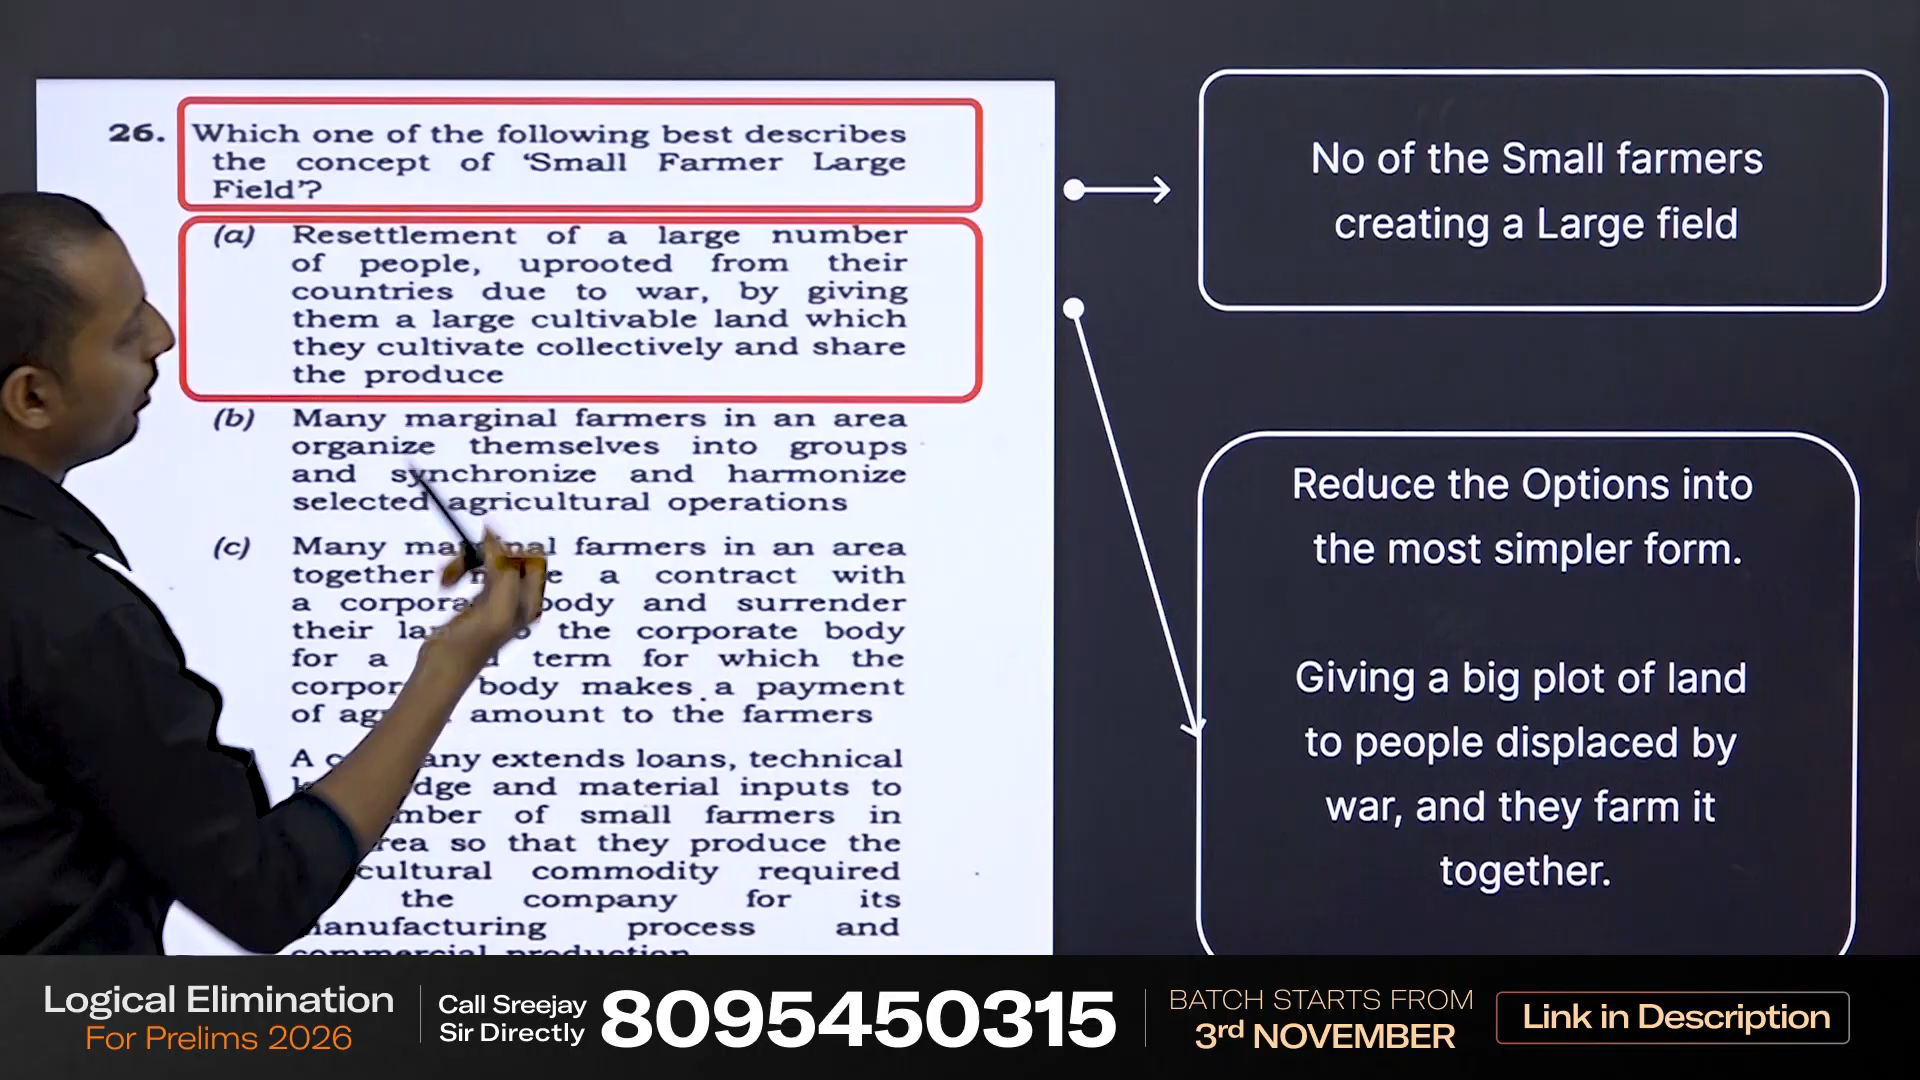 26. Which one of the following best describes
the concept of ‘Small Farmer Large
Field’?
(a) Resettlement of a large number
of people, uprooted from their
countries due to war, by giving
them a large cultivable land which
they cultivate collectively and share
the produce
(b) Many marginal farmers in an area
organize themselves into groups
and synchronize and harmonize
selected agricultural operations
(c) Many farmers in an area
together a contract with
a body and surrender
their the corporate body
for a term for which the
body makes a payment
of amount to the farmers
A extends loans, technical
and material inputs to
of small farmers in
so that they produce the
commodity required
the company for its
manufacturing process and
commercial production
No of the Small farmers
creating a Large field
Reduce the Options into
the most simpler form.
Giving a big plot of land
to people displaced by
war, and they farm it
together.
Logical Elimination
For Prelims 2026
Call Sreejay
Sir Directly
8095450315
BATCH STARTS FROM
3rd NOVEMBER
Link in Description